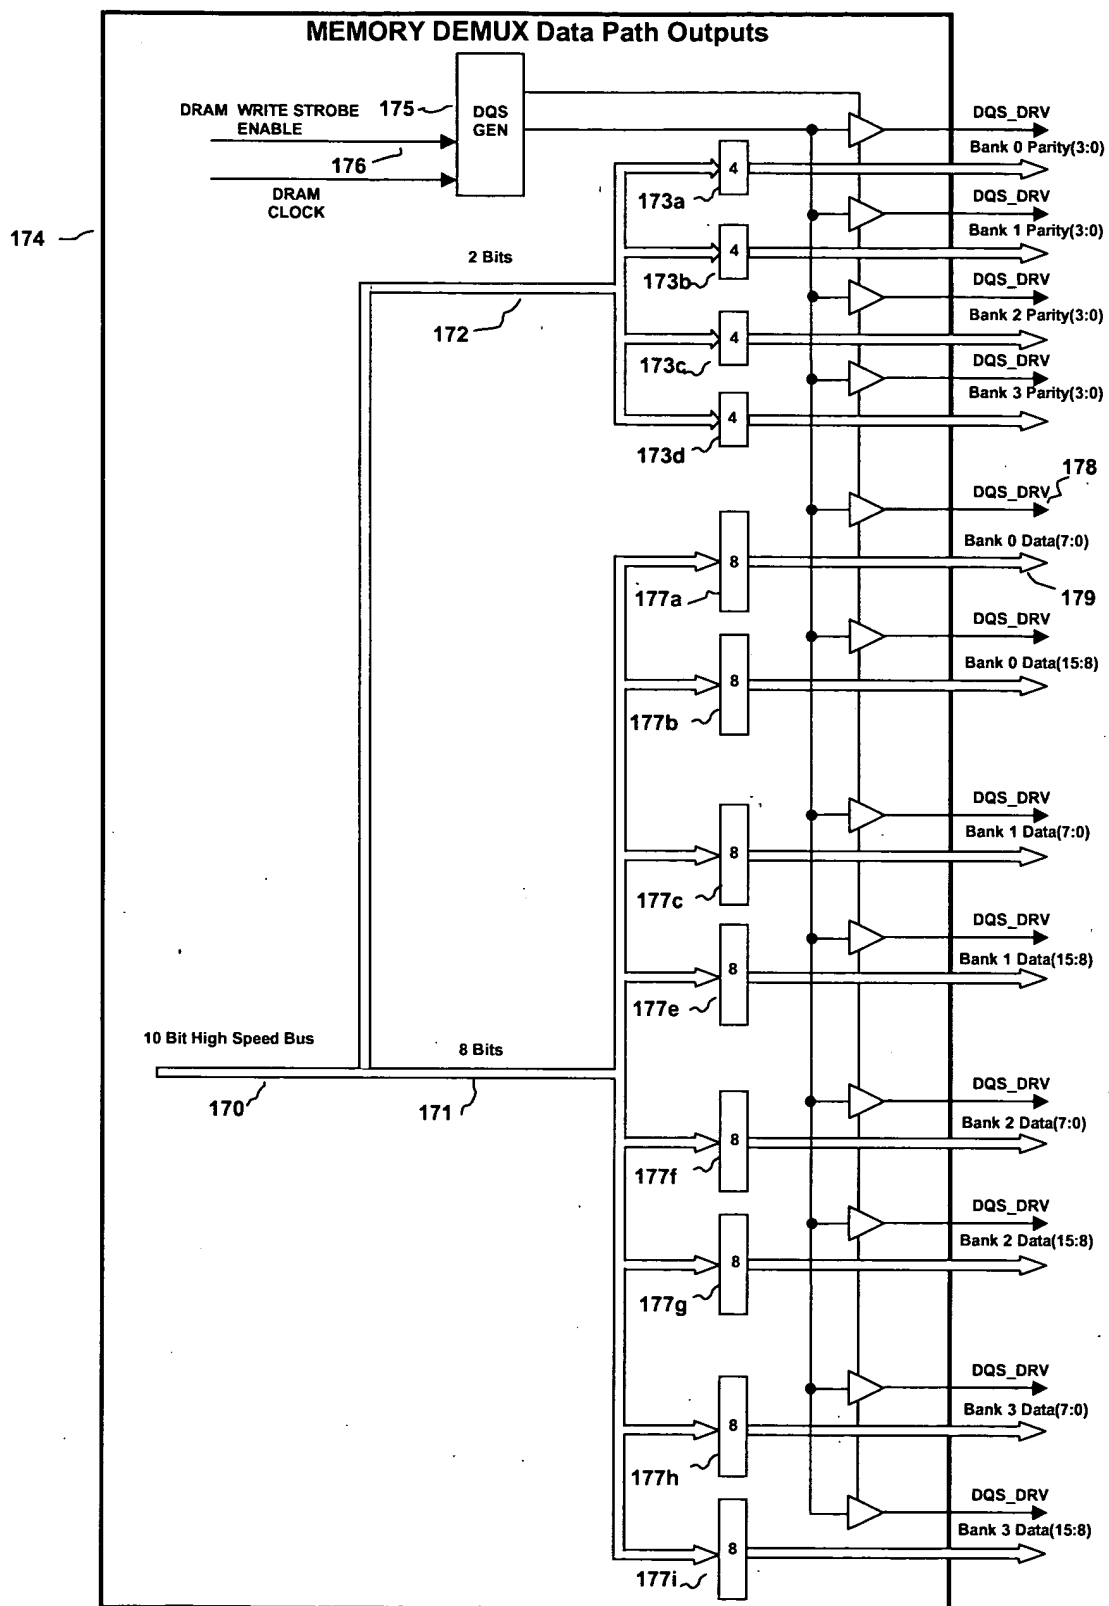 MEMORY DEMUX Data Path Outputs
DRAM WRITE STROBE
ENABLE
175
DQS
GEN
176
DRAM
CLOCK
174
DQS_DRV
Bank 0 Parity(3:0)
4
173a
DQS_DRV
Bank 1 Parity(3:0)
4
173b
2 Bits
172
DQS_DRV
Bank 2 Parity(3:0)
4
173c
DQS_DRV
Bank 3 Parity(3:0)
4
173d
178
DQS_DRV
Bank 0 Data(7:0)
8
177a
179
DQS_DRV
Bank 0 Data(15:8)
8
177b
DQS_DRV
Bank 1 Data(7:0)
8
177c
DQS_DRV
Bank 1 Data(15:8)
8
177e
10 Bit High Speed Bus
170
8 Bits
171
DQS_DRV
Bank 2 Data(7:0)
8
177f
DQS_DRV
Bank 2 Data(15:8)
8
177g
DQS_DRV
Bank 3 Data(7:0)
8
177h
DQS_DRV
Bank 3 Data(15:8)
8
177i